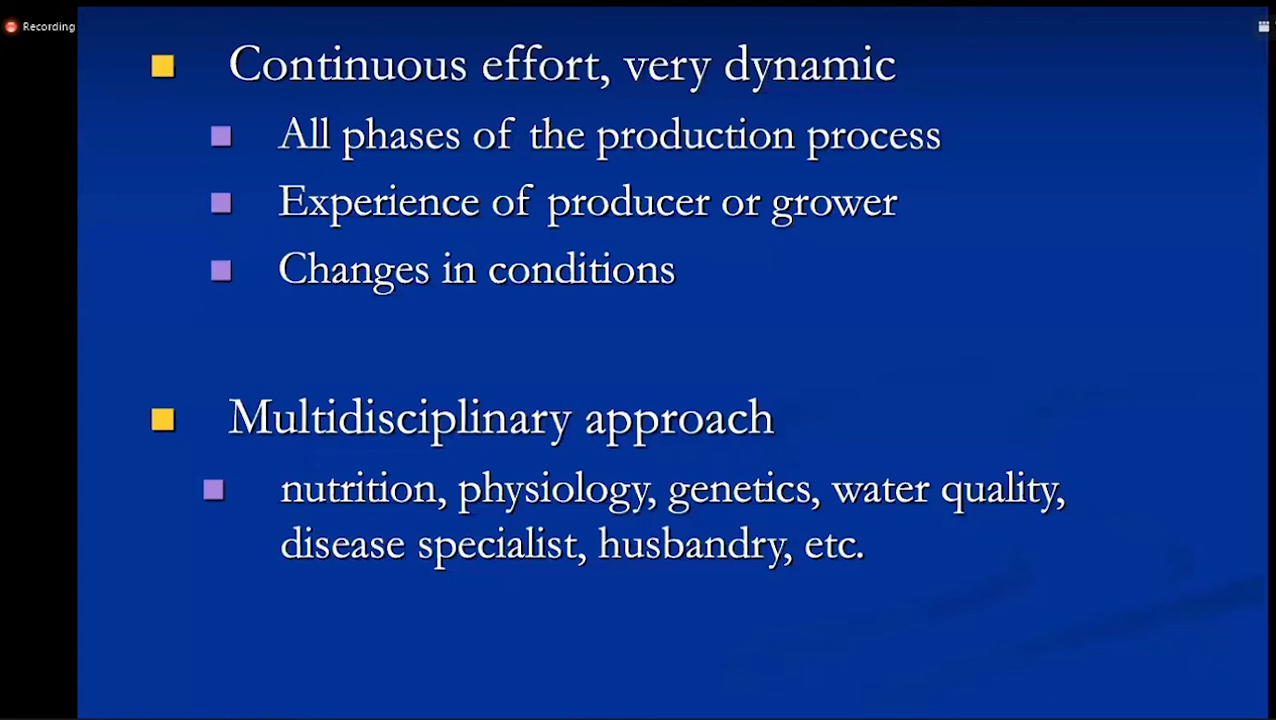 Recording
Continuous effort, very dynamic
All phases of the production process
Experience of producer or grower
Changes in conditions
Multidisciplinary approach
nutrition, physiology, genetics, water quality,
disease specialist, husbandry, etc.